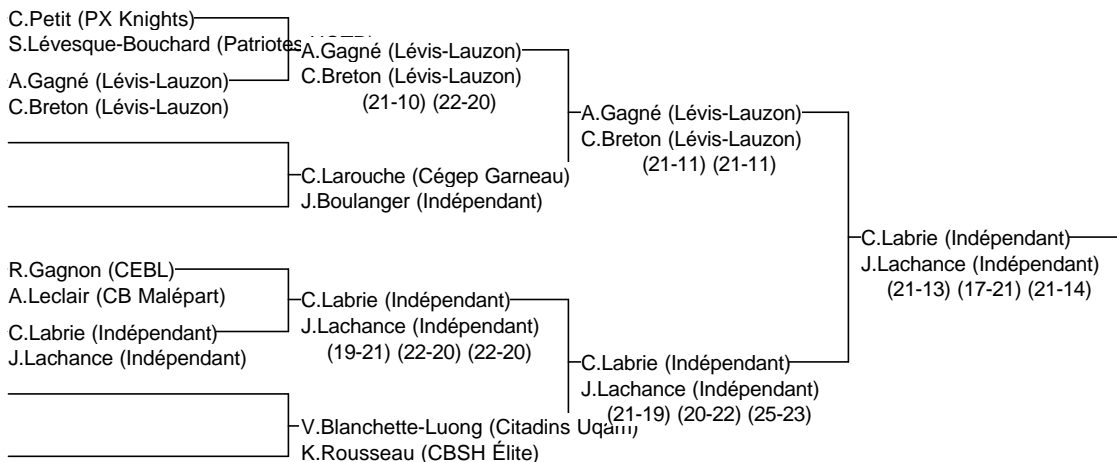 C.Petit (PX Knights)
S.Lévesque-Bouchard (Patriotes
A.Gagné (Lévis-Lauzon)
C.Breton (Lévis-Lauzon)
A.Gagné (Lévis-Lauzon)
C.Breton (Lévis-Lauzon)
(21-10) (22-20)
C.Larouche (Cégep Garneau)
J.Boulanger (Indépendant)
A.Gagné (Lévis-Lauzon)
C.Breton (Lévis-Lauzon)
(21-11) (21-11)
R.Gagnon (CEBL)
A.Leclair (CB Malépart)
C.Labrie (Indépendant)
J.Lachance (Indépendant)
C.Labrie (Indépendant)
J.Lachance (Indépendant)
(19-21) (22-20) (22-20)
V.Blanchette-Luong (Citadins Uqam)
K.Rousseau (CBSH Élite)
C.Labrie (Indépendant)
J.Lachance (Indépendant)
(21-19) (20-22) (25-23)
C.Labrie (Indépendant)
J.Lachance (Indépendant)
(21-13) (17-21) (21-14)